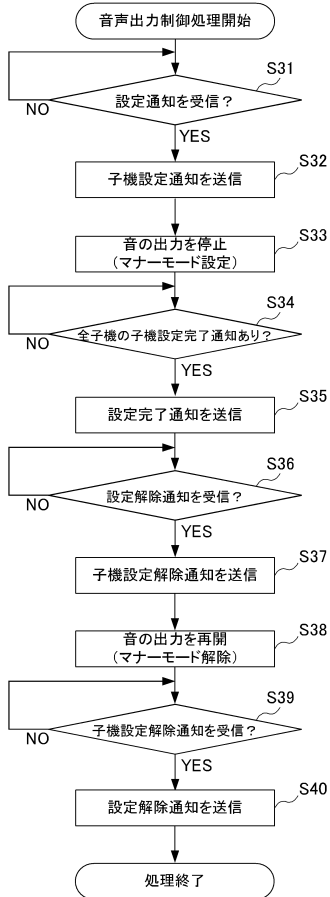 音声出力制御処理開始
S31
設定通知を受信？
NO
YES
S32
子機設定通知を送信
S33
音の出力を停止
（マナーモード設定）
S34
全子機の子機設定完了通知あり？
NO
YES
S35
設定完了通知を送信
S36
設定解除通知を受信？
NO
YES
S37
子機設定解除通知を送信
S38
音の出力を再開
（マナーモード解除）
S39
子機設定解除通知を受信？
NO
YES
S40
設定解除通知を送信
処理終了